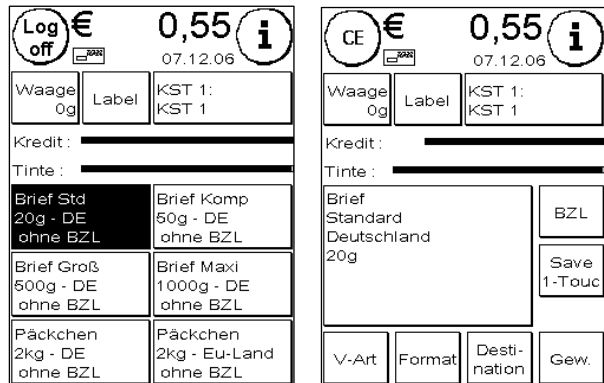 Log
off
€
0,55
i
07.12.06
Waage
0g
Label
KST 1:
KST 1
Kredit :
Tinte :
Brief Std
20g - DE
ohne BZL
Brief Komp
50g - DE
ohne BZL
Brief Groß
500g - DE
ohne BZL
Brief Maxi
1000g - DE
ohne BZL
Päckchen
2kg - DE
ohne BZL
Päckchen
2kg - Eu-Land
ohne BZL
CE
€
0,55
i
07.12.06
Waage
0g
Label
KST 1:
KST 1
Kredit :
Tinte :
Brief
Standard
Deutschland
20g
BZL
Save
1-Touc
V-Art
Format
Desti-
nation
Gew.